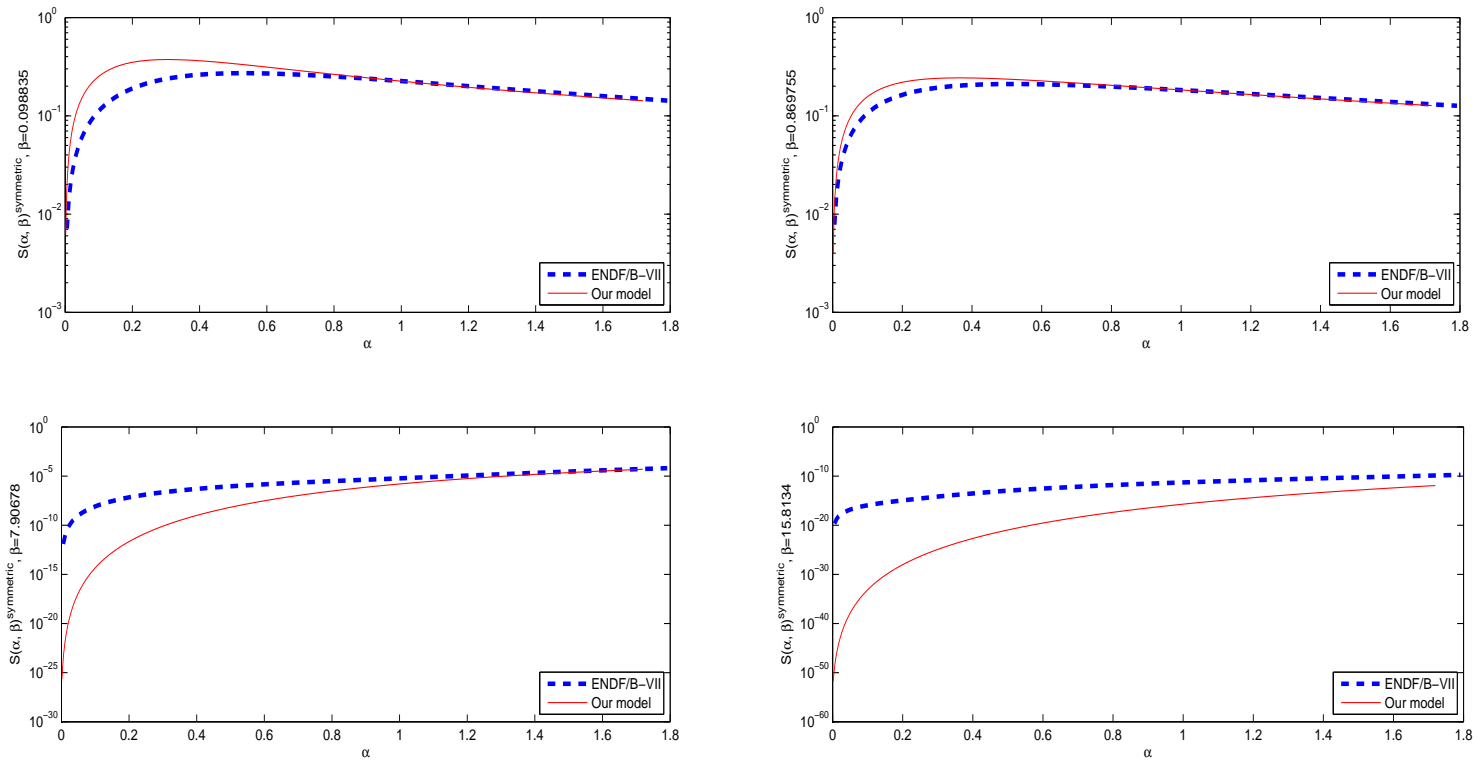 S(α, β)^symmetric, β=0.098835
10^0
10^−1
10^−2
10^−3
0 0.2 0.4 0.6 0.8 1 1.2 1.4 1.6 1.8
α
ENDF/B−VII
Our model
S(α, β)^symmetric, β=0.869755
10^0
10^−1
10^−2
10^−3
0 0.2 0.4 0.6 0.8 1 1.2 1.4 1.6 1.8
α
ENDF/B−VII
Our model
S(α, β)^symmetric, β=7.90678
10^0
10^−5
10^−10
10^−15
10^−20
10^−25
10^−30
0 0.2 0.4 0.6 0.8 1 1.2 1.4 1.6 1.8
α
ENDF/B−VII
Our model
S(α, β)^symmetric, β=15.8134
10^0
10^−10
10^−20
10^−30
10^−40
10^−50
10^−60
0 0.2 0.4 0.6 0.8 1 1.2 1.4 1.6 1.8
α
ENDF/B−VII
Our model